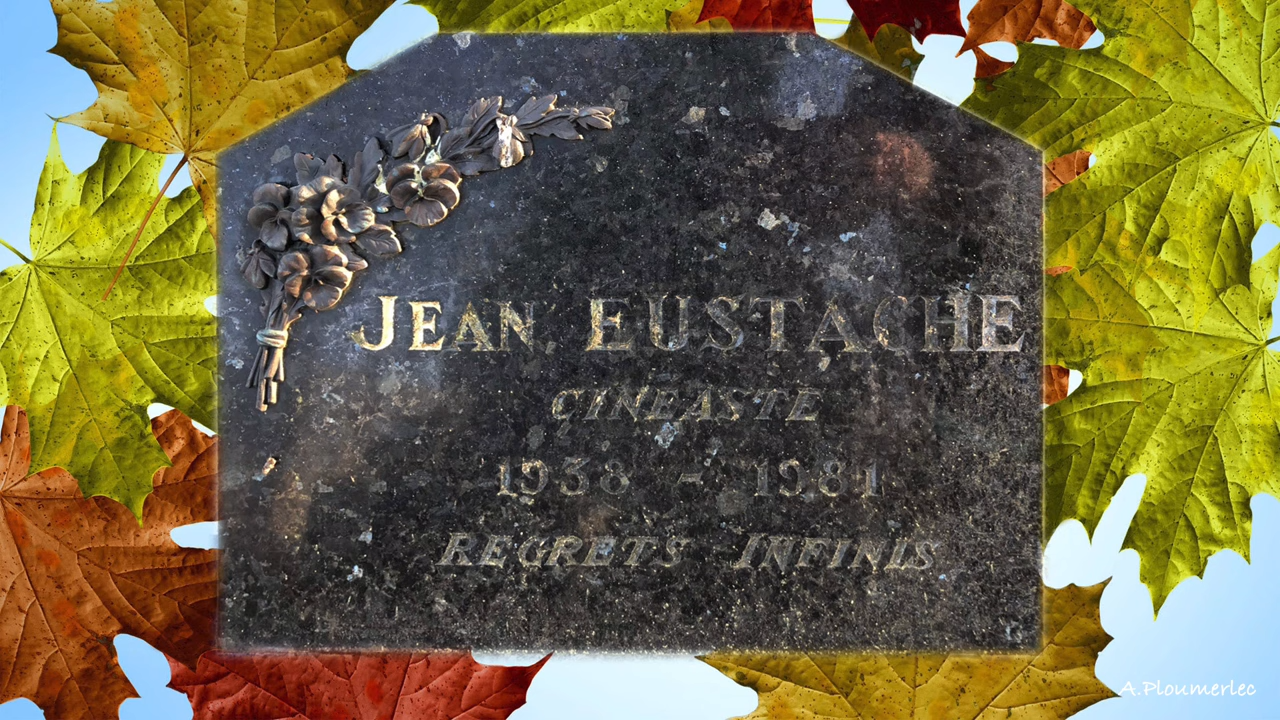 JEAN EUSTACHE
CINEASTE
1938 - 1981
REGRETS INFINIS
A.Ploumerlec